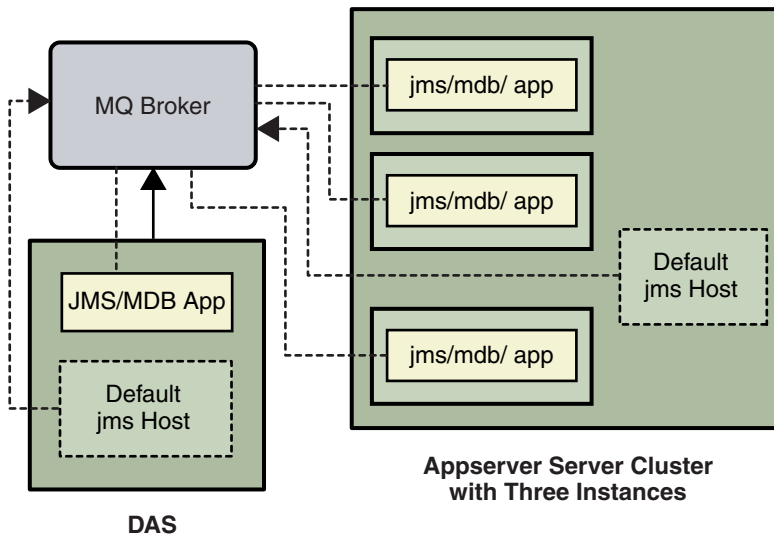 MQ Broker
jms/mdb/ app
jms/mdb/ app
Default
jms Host
jms/mdb/ app
JMS/MDB App
Default
jms Host
Appserver Server Cluster
with Three Instances
DAS